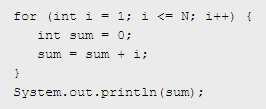 for (int i = 1; i <= N; i++) {
   int sum = 0;
   sum = sum + i;
}
System.out.println(sum);